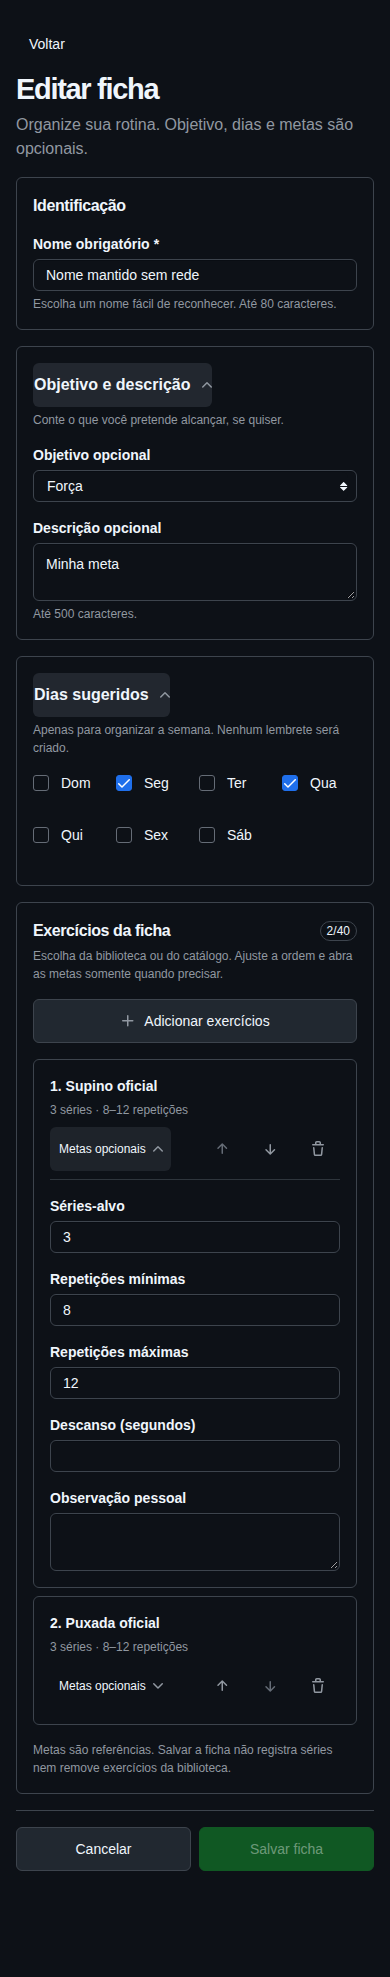 Voltar
Editar ficha
Organize sua rotina. Objetivo, dias e metas são
opcionais.
Identificação
Nome obrigatório *
Nome mantido sem rede
Escolha um nome fácil de reconhecer. Até 80 caracteres.
Objetivo e descrição
Conte o que você pretende alcançar, se quiser.
Objetivo opcional
Força
Descrição opcional
Minha meta
Até 500 caracteres.
Dias sugeridos
Apenas para organizar a semana. Nenhum lembrete será
criado.
Dom Seg Ter Qua
Qui Sex Sáb
Exercícios da ficha 2/40
Escolha da biblioteca ou do catálogo. Ajuste a ordem e abra
as metas somente quando precisar.
Adicionar exercícios
1. Supino oficial
3 séries · 8–12 repetições
Metas opcionais
Séries-alvo
3
Repetições mínimas
8
Repetições máximas
12
Descanso (segundos)
Observação pessoal
2. Puxada oficial
3 séries · 8–12 repetições
Metas opcionais
Metas são referências. Salvar a ficha não registra séries
nem remove exercícios da biblioteca.
Cancelar Salvar ficha